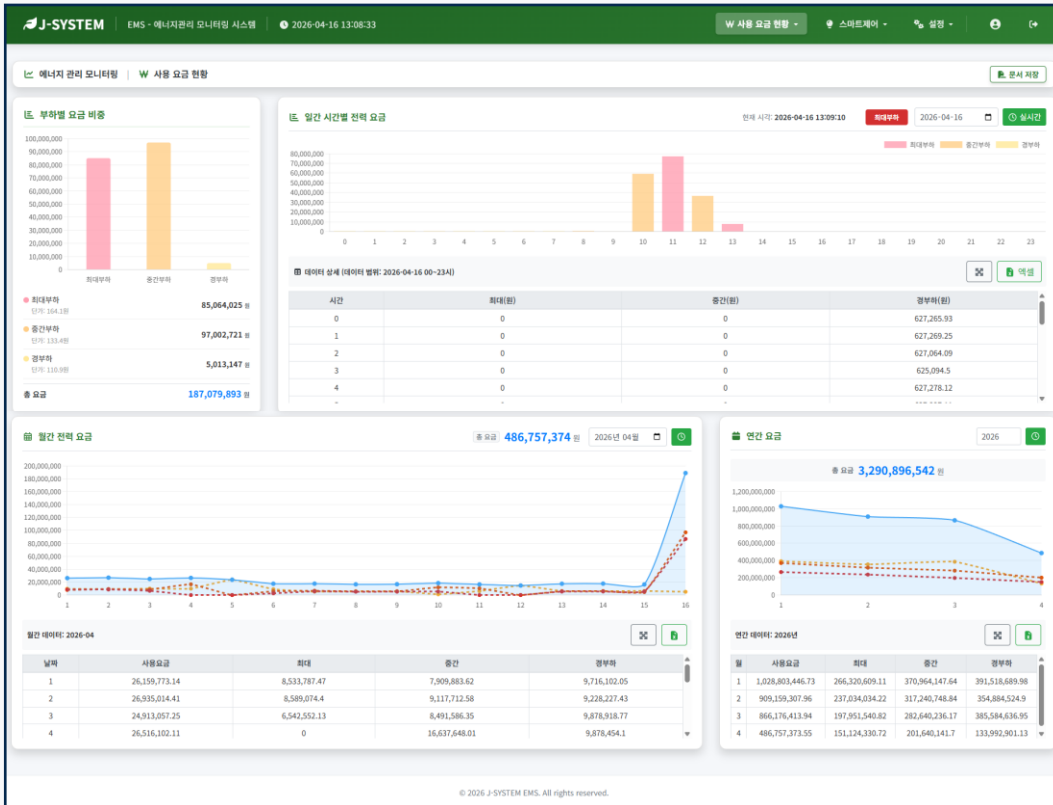 J-SYSTEM EMS - 에너지관리 모니터링 시스템 2026-04-16 13:08:33 ₩ 사용 요금 현황 스마트제어 설정
에너지 관리 모니터링 ₩ 사용 요금 현황 문서 저장
부하별 요금 비중
100,000,000
90,000,000
80,000,000
70,000,000
60,000,000
50,000,000
40,000,000
30,000,000
20,000,000
10,000,000
0
최대부하 중간부하 경부하
최대부하 85,064,025 원
단가: 164.1원
중간부하 97,002,721 원
단가: 133.4원
경부하 5,013,147 원
단가: 110.9원
총 요금 187,079,893 원
일간 시간별 전력 요금 현재 시각: 2026-04-16 13:09:10 최대부하 2026-04-16 실시간
최대부하 중간부하 경부하
80,000,000
70,000,000
60,000,000
50,000,000
40,000,000
30,000,000
20,000,000
10,000,000
0
0 1 2 3 4 5 6 7 8 9 10 11 12 13 14 15 16 17 18 19 20 21 22 23
데이터 상세 (데이터 범위: 2026-04-16 00~23시) 엑셀
시간 최대(원) 중간(원) 경부하(원)
0 0 0 627,265.93
1 0 0 627,269.25
2 0 0 627,064.09
3 0 0 625,094.5
4 0 0 627,278.12
월간 전력 요금 총 요금 486,757,374 원 2026년 04월
200,000,000
180,000,000
160,000,000
140,000,000
120,000,000
100,000,000
80,000,000
60,000,000
40,000,000
20,000,000
0
1 2 3 4 5 6 7 8 9 10 11 12 13 14 15 16
월간 데이터: 2026-04
날짜 사용요금 최대 중간 경부하
1 26,159,773.14 8,533,787.47 7,909,883.62 9,716,102.05
2 26,935,014.41 8,589,074.4 9,117,712.58 9,228,227.43
3 24,913,057.25 6,542,552.13 8,491,586.35 9,878,918.77
4 26,516,102.11 0 16,637,648.01 9,878,454.1
연간 요금 2026
총 요금 3,290,896,542 원
1,200,000,000
1,000,000,000
800,000,000
600,000,000
400,000,000
200,000,000
0
1 2 3 4
연간 데이터: 2026년
월 사용요금 최대 중간 경부하
1 1,028,803,446.73 266,320,609.11 370,964,147.64 391,518,689.98
2 909,159,307.96 237,034,034.22 317,240,748.84 354,884,524.9
3 866,176,413.94 197,951,540.82 282,640,236.17 385,584,636.95
4 486,757,373.55 151,124,330.72 201,640,141.7 133,992,901.13
© 2026 J-SYSTEM EMS. All rights reserved.